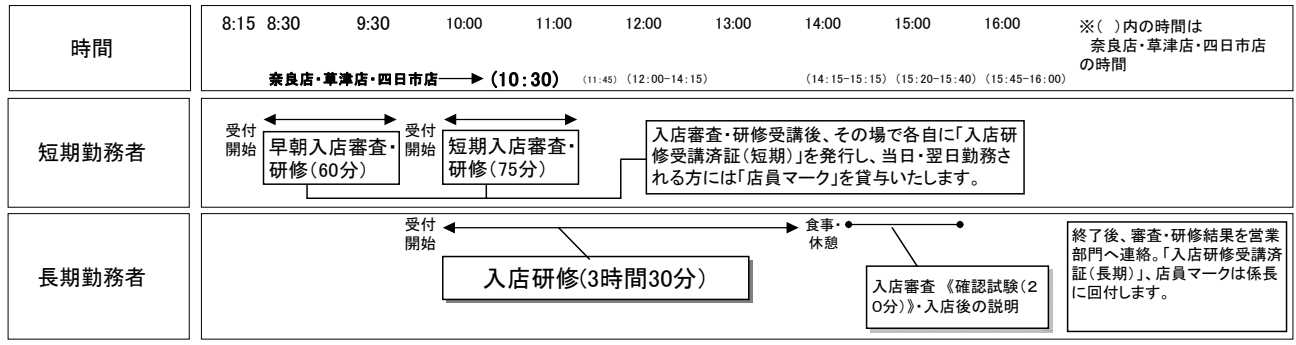 時間
8:15 8:30 9:30 10:00 11:00 12:00 13:00 14:00 15:00 16:00
奈良店・草津店・四日市店 (10:30) (11:45) (12:00-14:15) (14:15-15:15) (15:20-15:40) (15:45-16:00)
※( )内の時間は
奈良店・草津店・四日市店
の時間
短期勤務者
受付
開始
早朝入店審査・
研修(60分)
受付
開始
短期入店審査・
研修(75分)
入店審査・研修受講後、その場で各自に「入店研
修受講済証(短期)」を発行し、当日・翌日勤務さ
れる方には「店員マーク」を貸与いたします。
長期勤務者
受付
開始
入店研修(3時間30分)
食事・
休憩
入店審査 《確認試験(2
0分)》・入店後の説明
終了後、審査・研修結果を営業
部門へ連絡。「入店研修受講済
証(長期)」、店員マークは係長
に回付します。